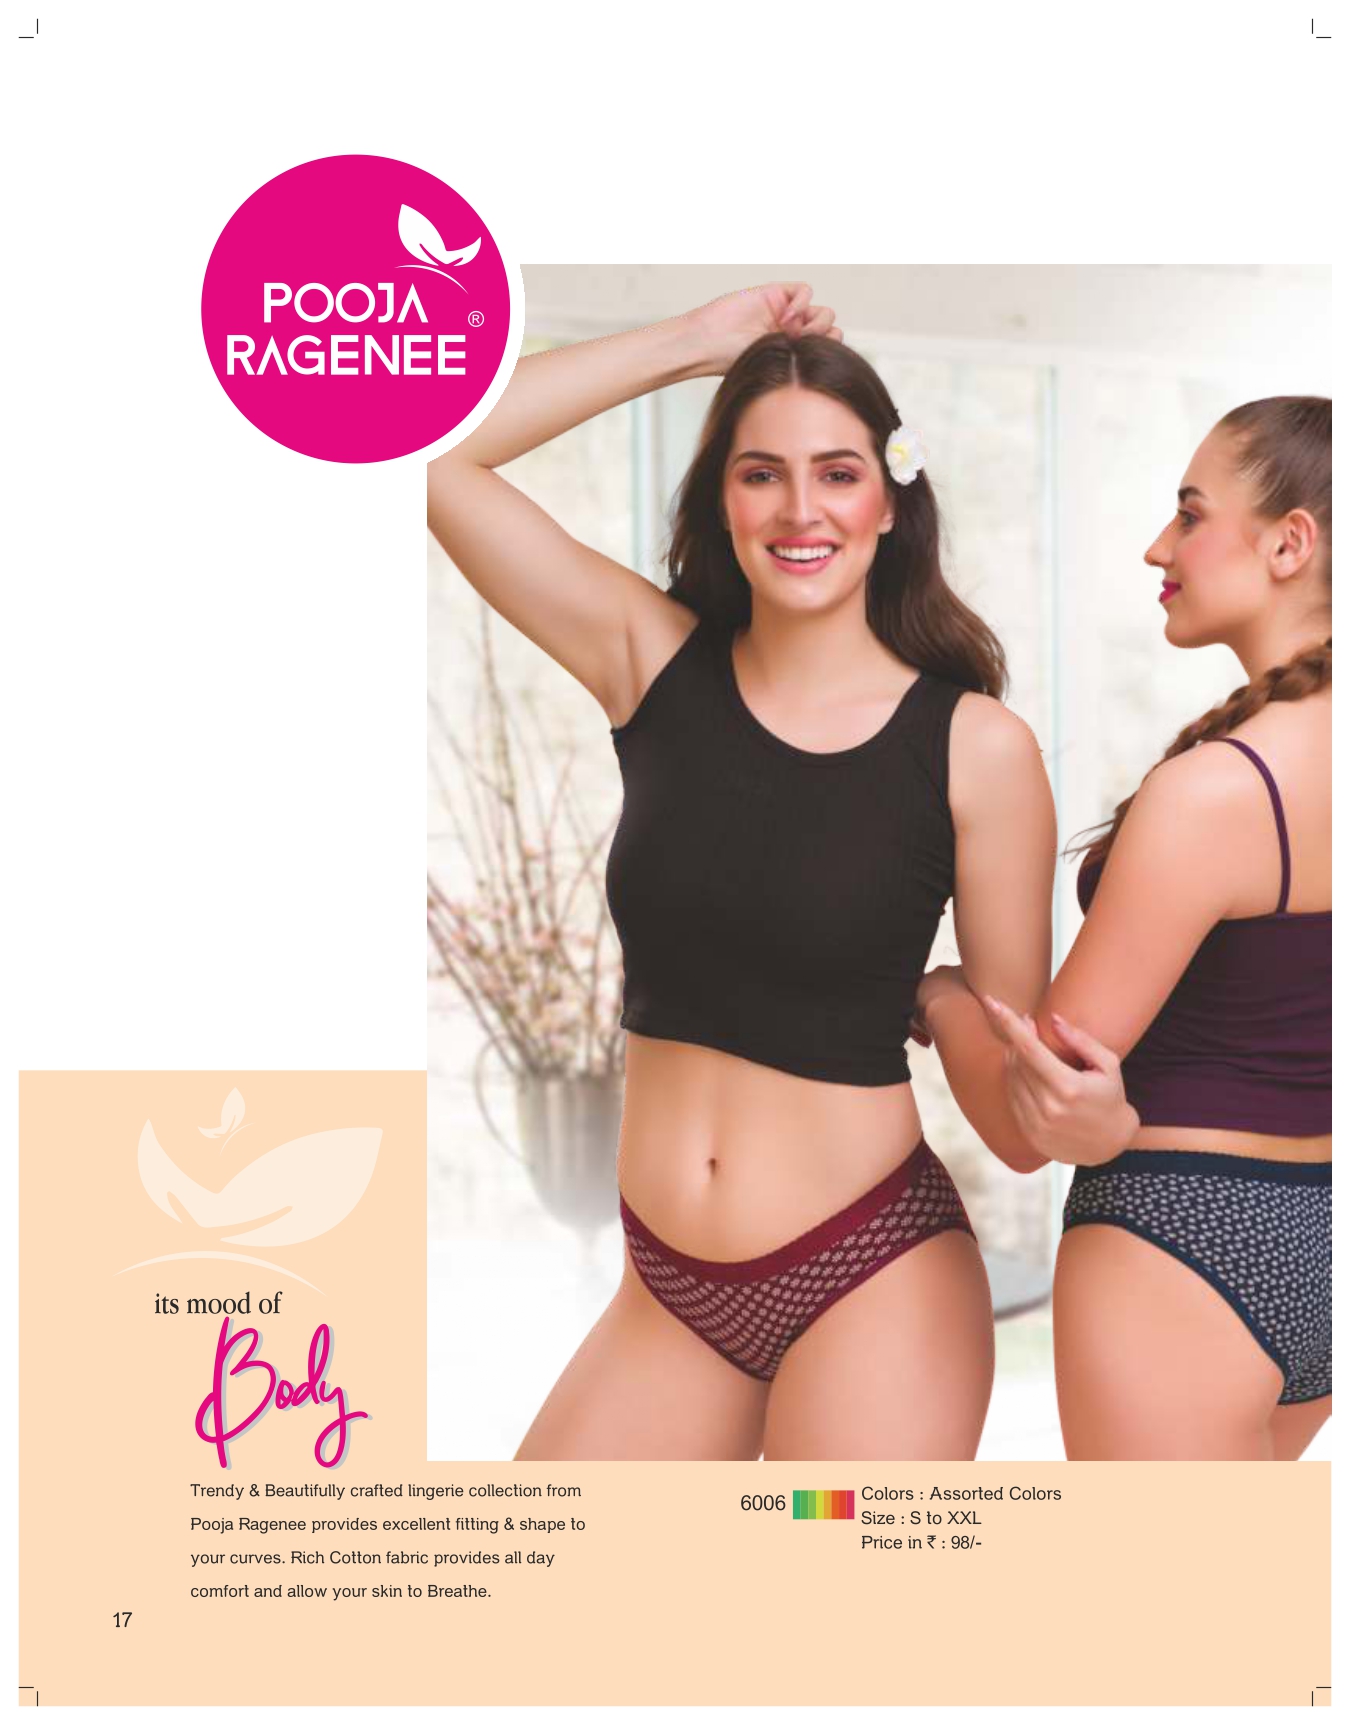 POOJA
RAGENEE ®
its mood of
Body
Trendy & Beautifully crafted lingerie collection from
Pooja Ragenee provides excellent fitting & shape to
your curves. Rich Cotton fabric provides all day
comfort and allow your skin to Breathe.
6006
Colors : Assorted Colors
Size : S to XXL
Price in ₹ : 98/-
17